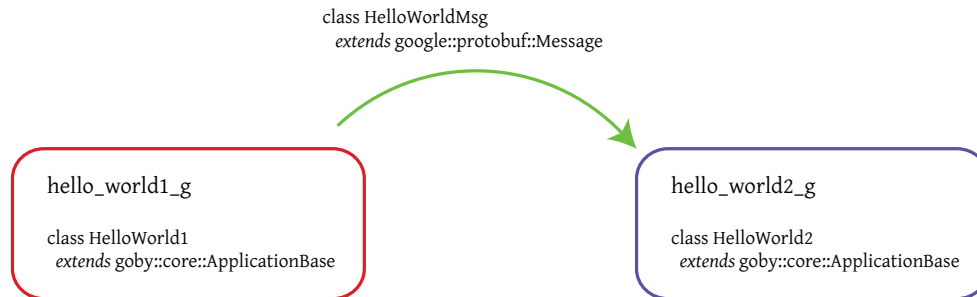 class HelloWorldMsg
extends google::protobuf::Message
hello_world1_g
class HelloWorld1
extends goby::core::ApplicationBase
hello_world2_g
class HelloWorld2
extends goby::core::ApplicationBase